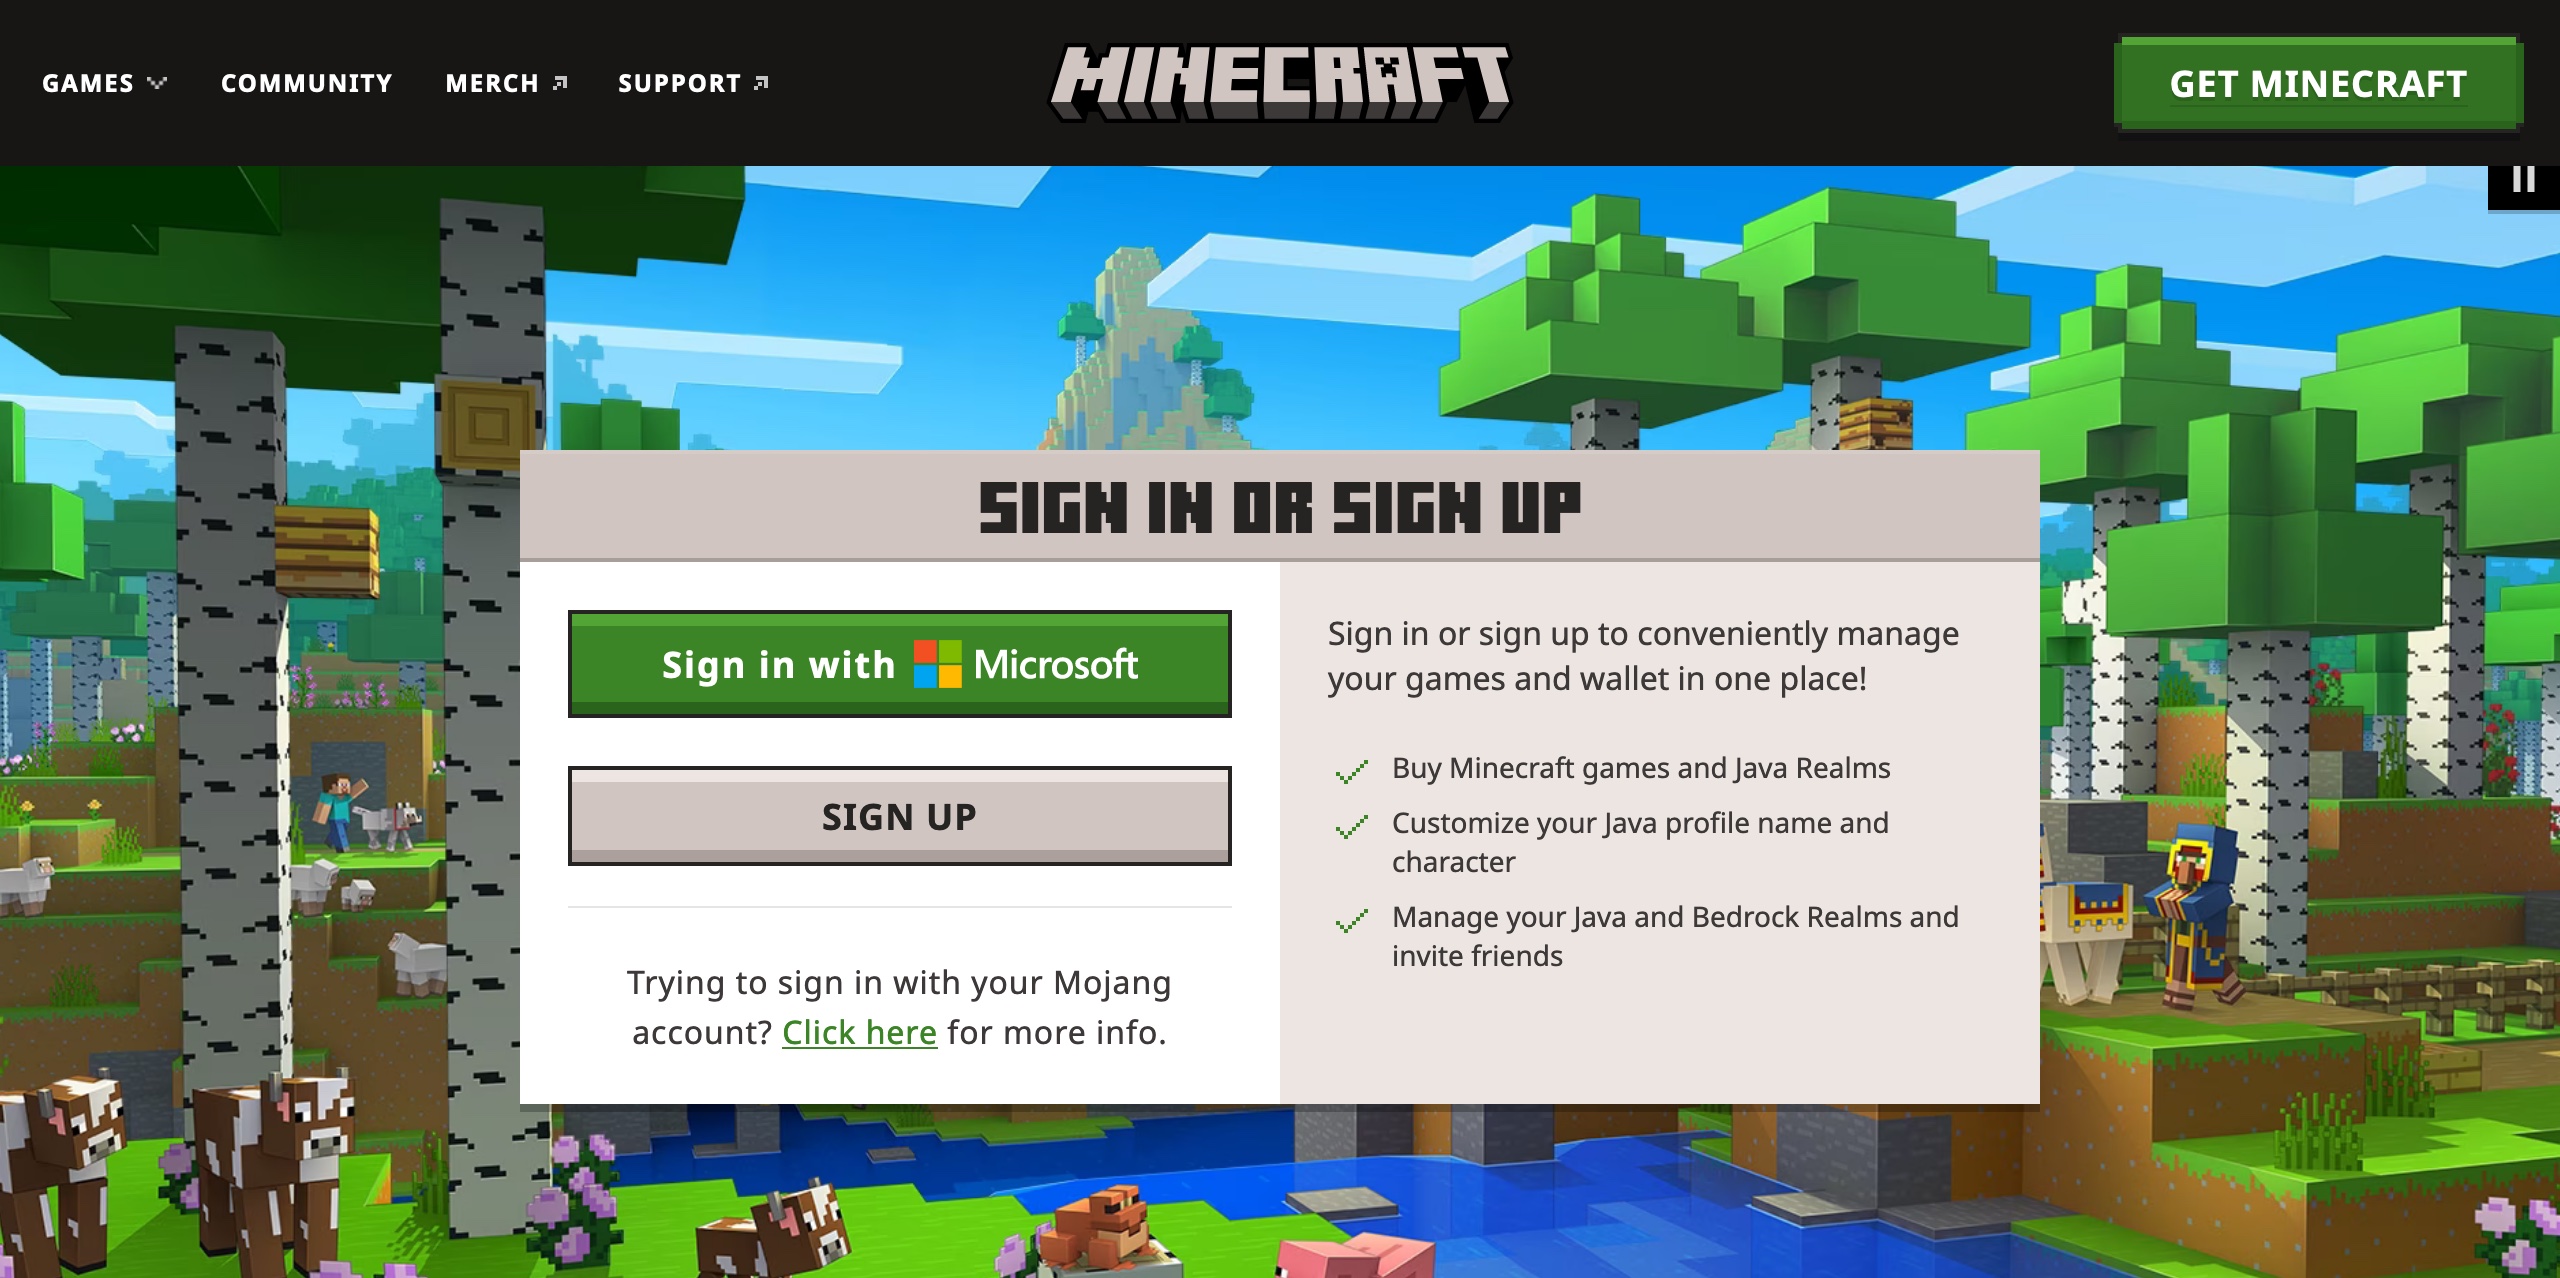 GAMES
COMMUNITY
MERCH
SUPPORT
MINECRAFT
GET MINECRAFT
SIGN IN OR SIGN UP
Sign in with Microsoft
SIGN UP
Trying to sign in with your Mojang
account? Click here for more info.
Sign in or sign up to conveniently manage
your games and wallet in one place!
Buy Minecraft games and Java Realms
Customize your Java profile name and
character
Manage your Java and Bedrock Realms and
invite friends